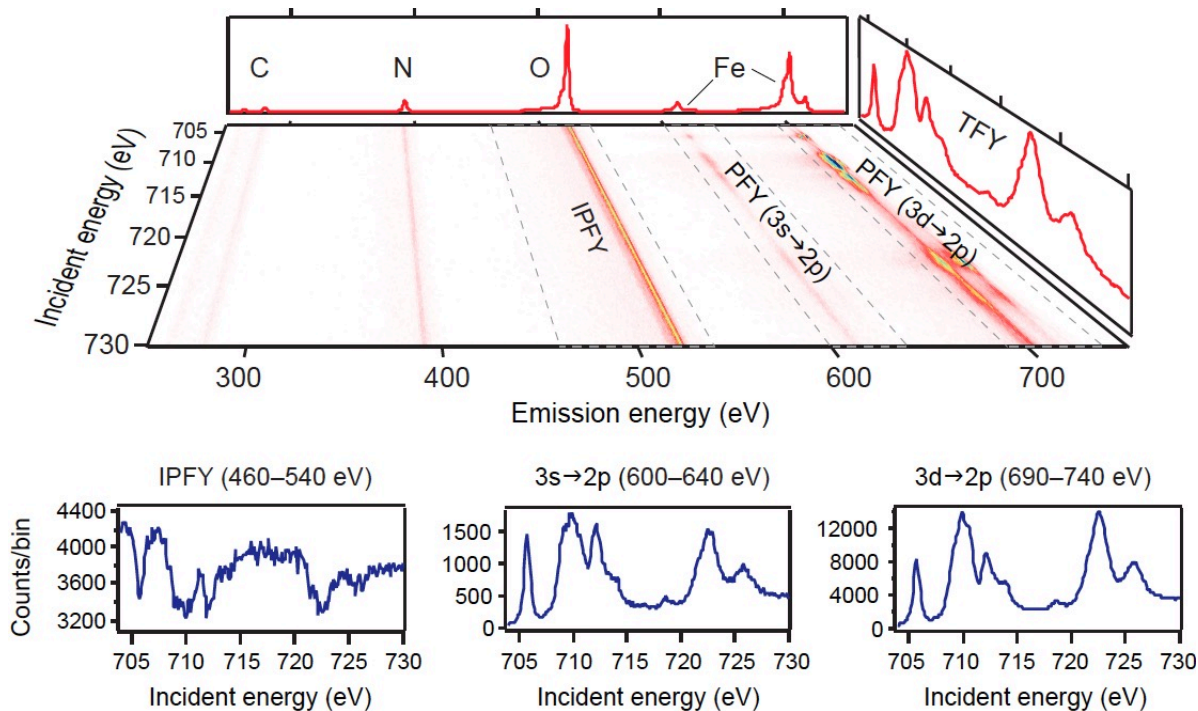 C N O Fe
TFY
705
710
715
720
725
730
Incident energy (eV)
IPFY
PFY (3s→2p)
PFY (3d→2p)
300 400 500 600 700
Emission energy (eV)
IPFY (460–540 eV)
4400
4000
3600
3200
Counts/bin
705 710 715 720 725 730
Incident energy (eV)
3s→2p (600–640 eV)
1500
1000
500
0
705 710 715 720 725 730
Incident energy (eV)
3d→2p (690–740 eV)
12000
8000
4000
0
705 710 715 720 725 730
Incident energy (eV)